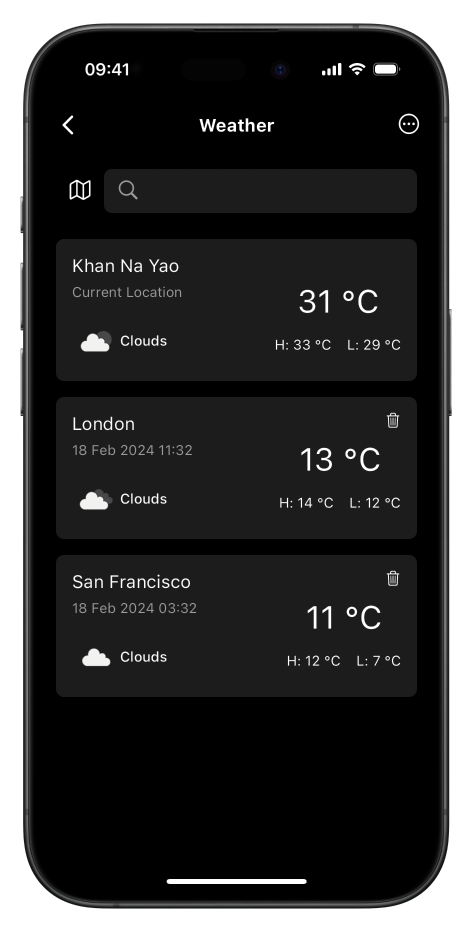 09:41
Weather
Khan Na Yao
Current Location
31 °C
Clouds
H: 33 °C L: 29 °C
London
18 Feb 2024 11:32
13 °C
Clouds
H: 14 °C L: 12 °C
San Francisco
18 Feb 2024 03:32
11 °C
Clouds
H: 12 °C L: 7 °C